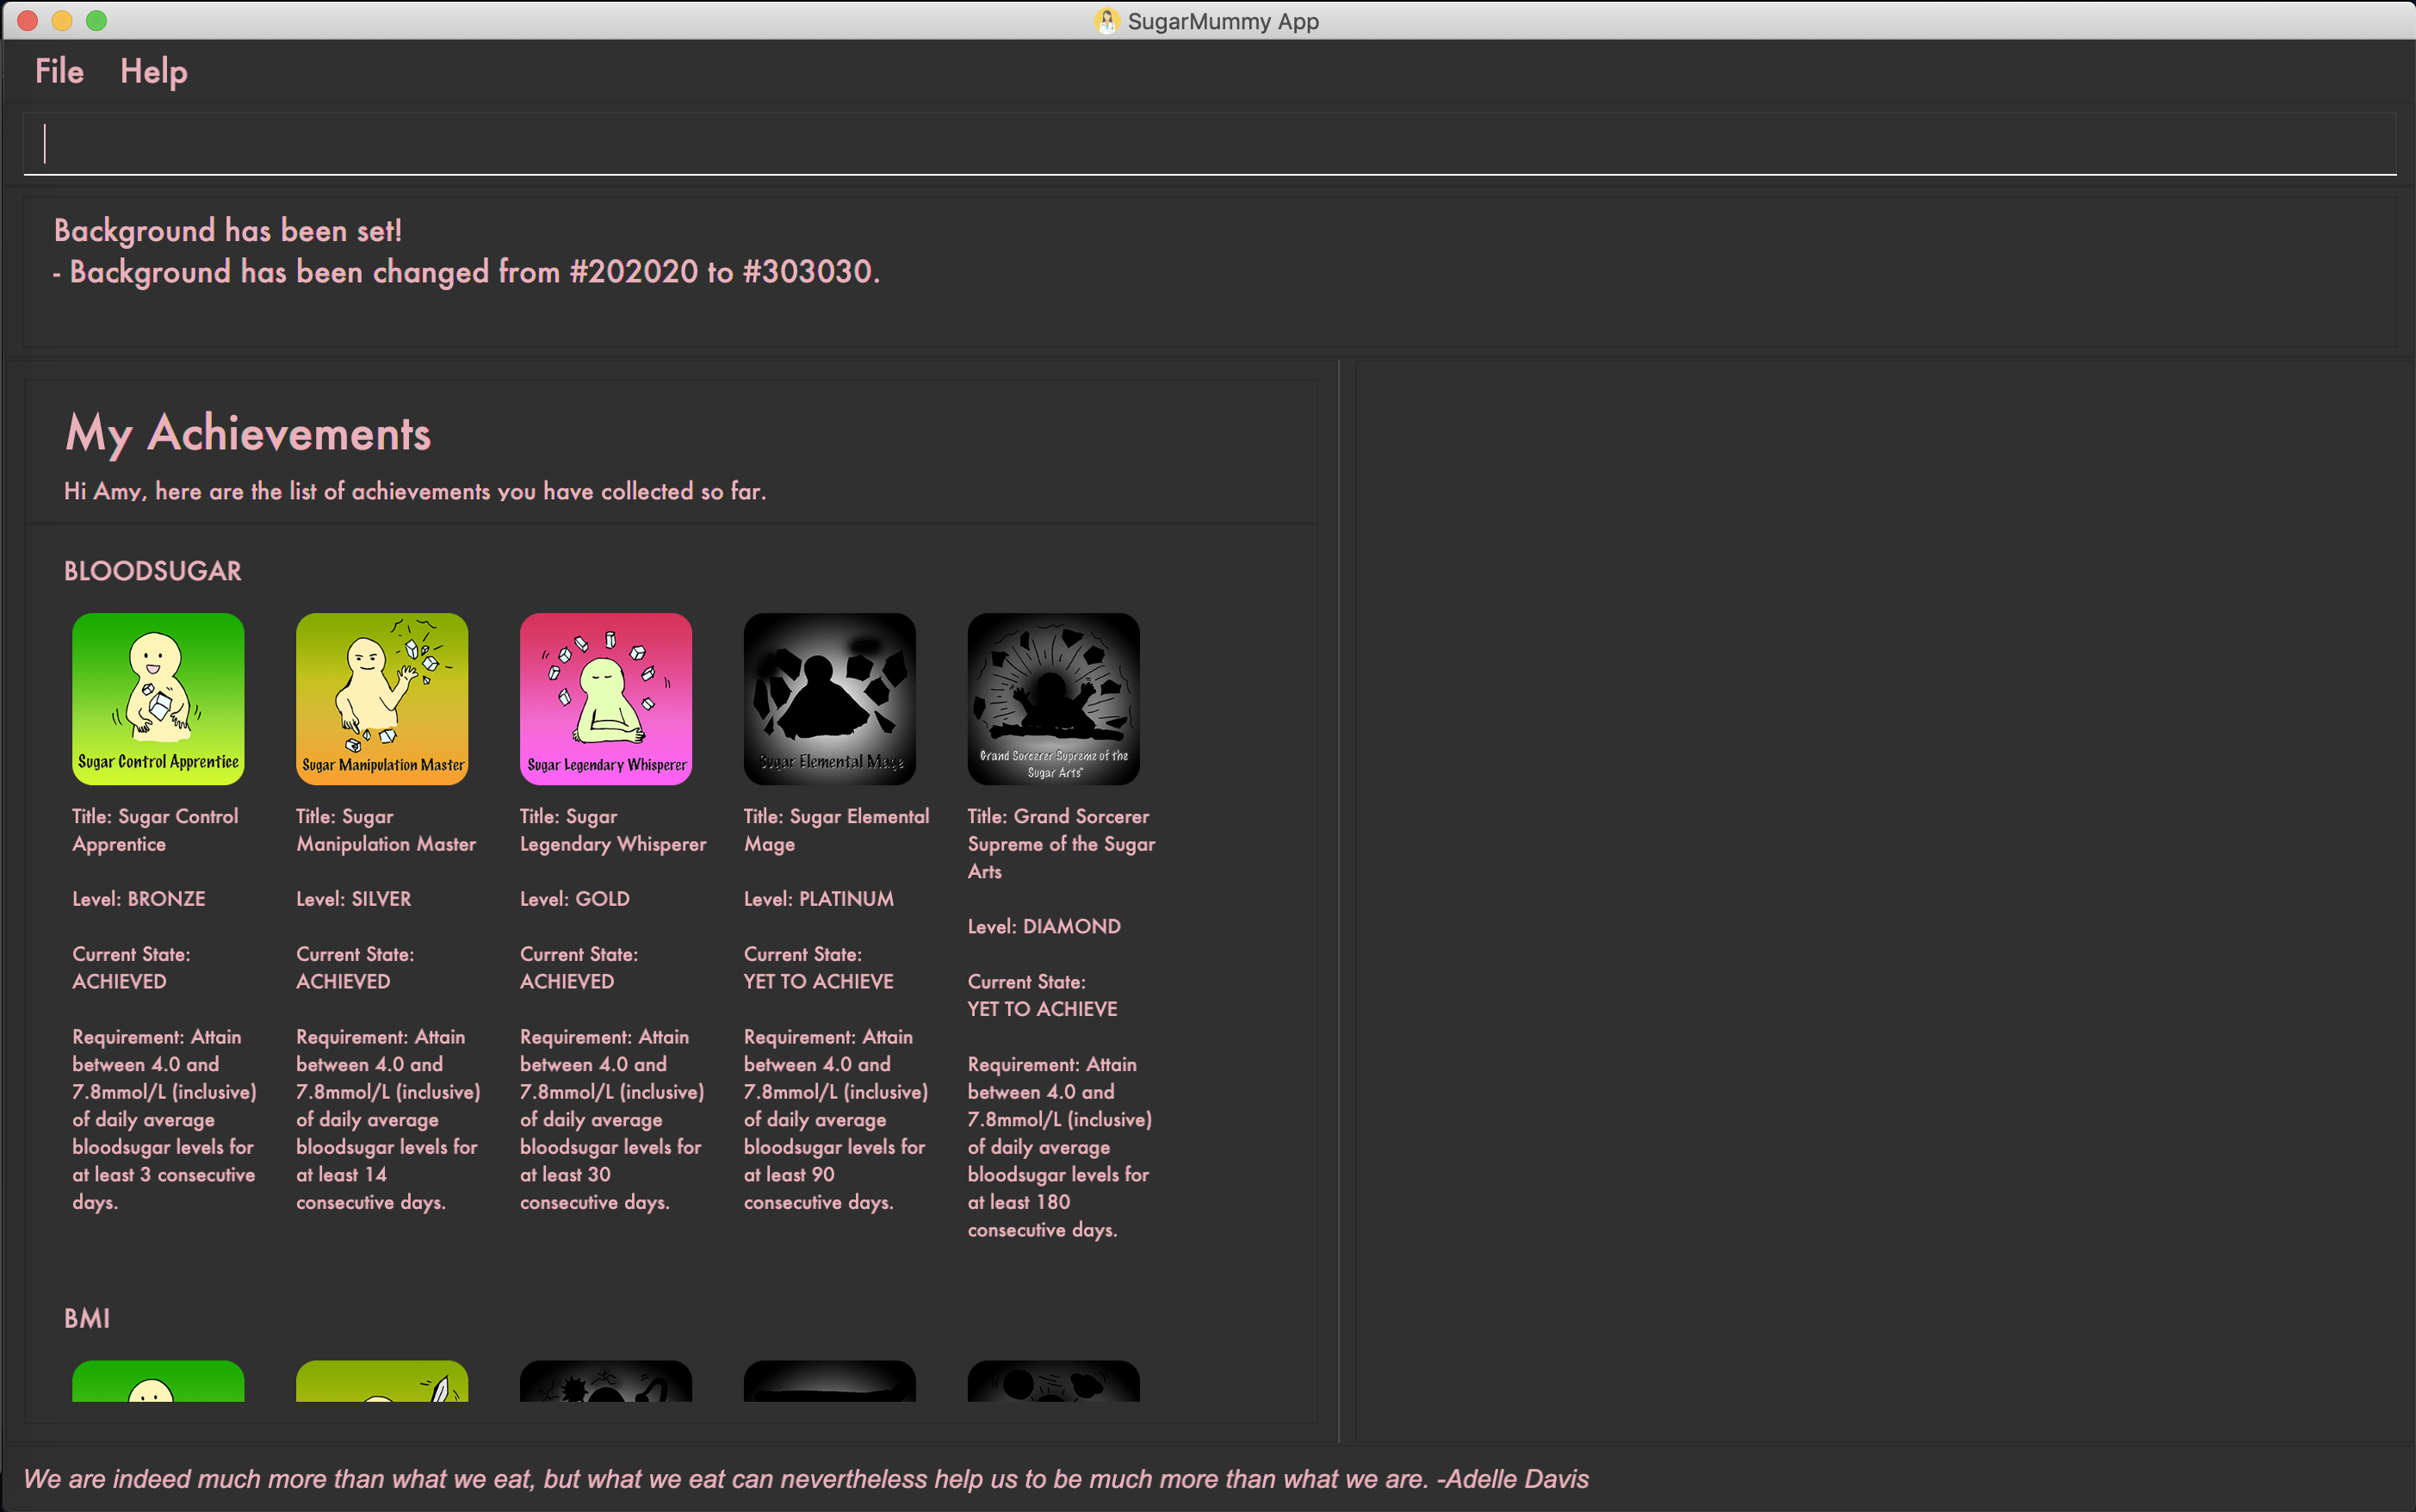 SugarMummy App
File Help
Background has been set!
- Background has been changed from #202020 to #303030.
My Achievements
Hi Amy, here are the list of achievements you have collected so far.
BLOODSUGAR
Sugar Control Apprentice
Title: Sugar Control
Apprentice
Level: BRONZE
Current State:
ACHIEVED
Requirement: Attain
between 4.0 and
7.8mmol/L (inclusive)
of daily average
bloodsugar levels for
at least 3 consecutive
days.
Sugar Manipulation Master
Title: Sugar
Manipulation Master
Level: SILVER
Current State:
ACHIEVED
Requirement: Attain
between 4.0 and
7.8mmol/L (inclusive)
of daily average
bloodsugar levels for
at least 14
consecutive days.
Sugar Legendary Whisperer
Title: Sugar
Legendary Whisperer
Level: GOLD
Current State:
ACHIEVED
Requirement: Attain
between 4.0 and
7.8mmol/L (inclusive)
of daily average
bloodsugar levels for
at least 30
consecutive days.
Sugar Elemental Mage
Title: Sugar Elemental
Mage
Level: PLATINUM
Current State:
YET TO ACHIEVE
Requirement: Attain
between 4.0 and
7.8mmol/L (inclusive)
of daily average
bloodsugar levels for
at least 90
consecutive days.
Grand Sorcerer Supreme of the
Sugar Arts"
Title: Grand Sorcerer
Supreme of the Sugar
Arts
Level: DIAMOND
Current State:
YET TO ACHIEVE
Requirement: Attain
between 4.0 and
7.8mmol/L (inclusive)
of daily average
bloodsugar levels for
at least 180
consecutive days.
BMI
We are indeed much more than what we eat, but what we eat can nevertheless help us to be much more than what we are. -Adelle Davis